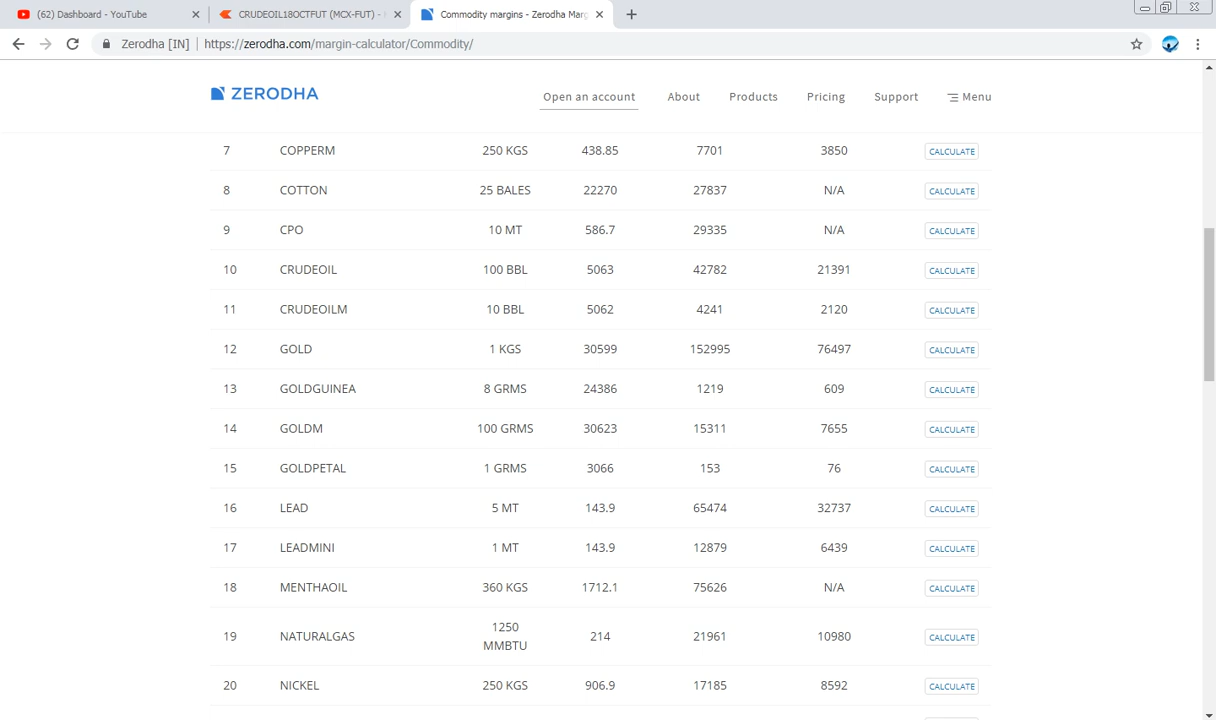 (62) Dashboard - YouTube
CRUDEOIL18OCTFUT (MCX-FUT) -
Commodity margins - Zerodha Marg
Zerodha [IN] | https://zerodha.com/margin-calculator/Commodity/
ZERODHA
Open an account About Products Pricing Support Menu
7 COPPERM 250 KGS 438.85 7701 3850 CALCULATE
8 COTTON 25 BALES 22270 27837 N/A CALCULATE
9 CPO 10 MT 586.7 29335 N/A CALCULATE
10 CRUDEOIL 100 BBL 5063 42782 21391 CALCULATE
11 CRUDEOILM 10 BBL 5062 4241 2120 CALCULATE
12 GOLD 1 KGS 30599 152995 76497 CALCULATE
13 GOLDGUINEA 8 GRMS 24386 1219 609 CALCULATE
14 GOLDM 100 GRMS 30623 15311 7655 CALCULATE
15 GOLDPETAL 1 GRMS 3066 153 76 CALCULATE
16 LEAD 5 MT 143.9 65474 32737 CALCULATE
17 LEADMINI 1 MT 143.9 12879 6439 CALCULATE
18 MENTHAOIL 360 KGS 1712.1 75626 N/A CALCULATE
19 NATURALGAS 1250 MMBTU 214 21961 10980 CALCULATE
20 NICKEL 250 KGS 906.9 17185 8592 CALCULATE